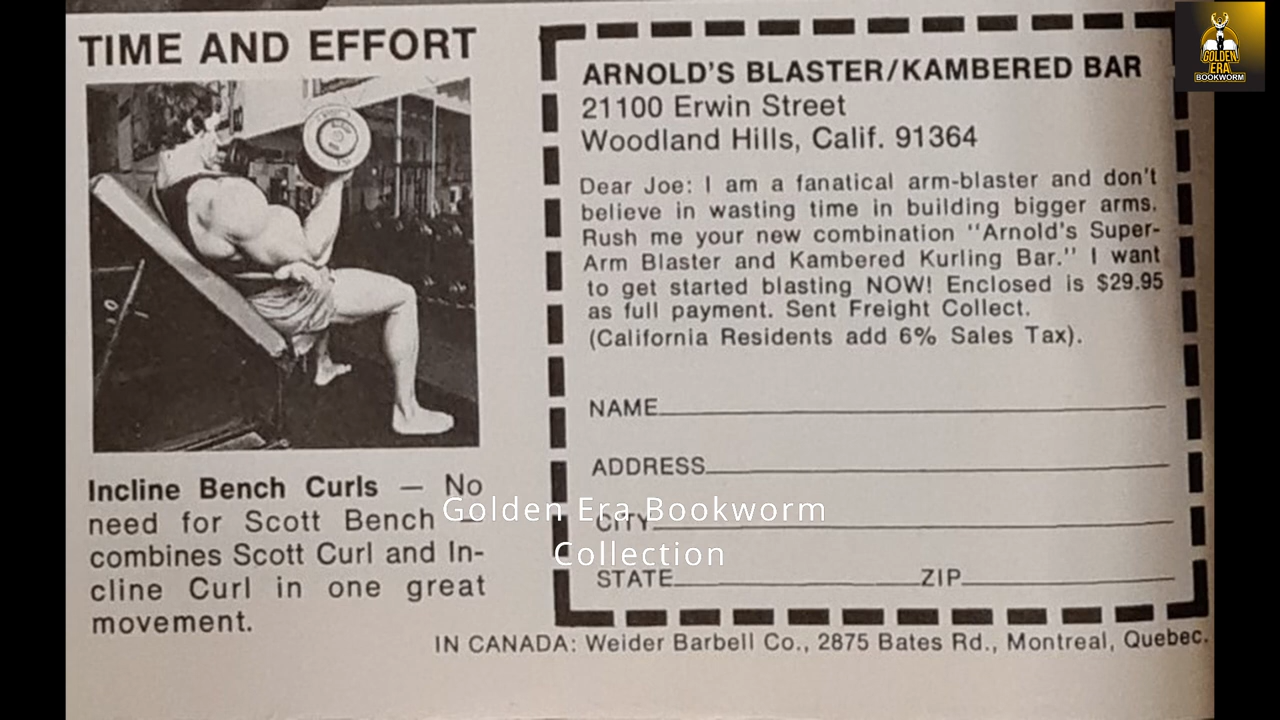 TIME AND EFFORT
Incline Bench Curls — No
need for Scott Bench —
combines Scott Curl and In-
cline Curl in one great
movement.
ARNOLD'S BLASTER/KAMBERED BAR
21100 Erwin Street
Woodland Hills, Calif. 91364
Dear Joe: I am a fanatical arm-blaster and don't
believe in wasting time in building bigger arms.
Rush me your new combination "Arnold's Super-
Arm Blaster and Kambered Kurling Bar." I want
to get started blasting NOW! Enclosed is $29.95
as full payment. Sent Freight Collect.
(California Residents add 6% Sales Tax).
NAME
ADDRESS
CITY
STATE ZIP
IN CANADA: Weider Barbell Co., 2875 Bates Rd., Montreal, Quebec.
Golden Era Bookworm
Collection
GOLDEN
ERA
BOOKWORM